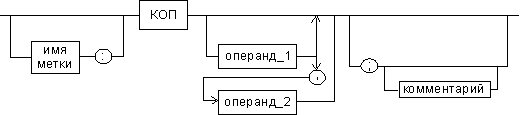 КОП
имя
метки
:
операнд_1
,
операнд_2
;
комментарий